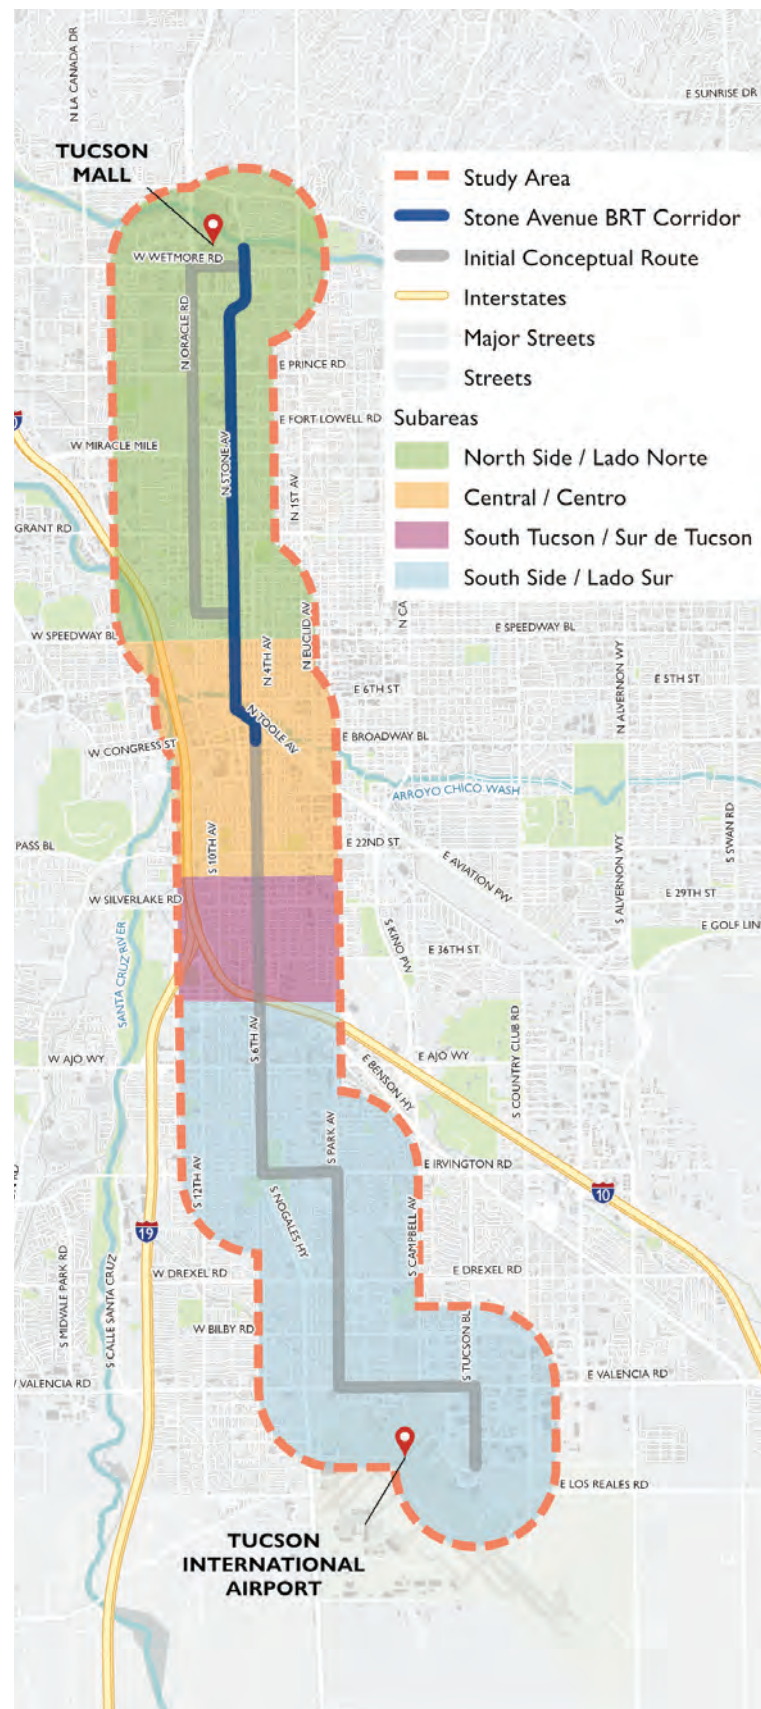 N LA CANADA DR
E SUNRISE DR
TUCSON
MALL
Study Area
Stone Avenue BRT Corridor
Initial Conceptual Route
Interstates
Major Streets
Streets
Subareas
North Side / Lado Norte
Central / Centro
South Tucson / Sur de Tucson
South Side / Lado Sur
W WETMORE RD
N ORACLE RD
E PRINCE RD
E FORT LOWELL RD
W MIRACLE MILE
N STONE AV
N 1ST AV
GRANT RD
N CA
W SPEEDWAY BL
E SPEEDWAY BL
N EUCLID AV
N 4TH AV
N ALVERNON WY
E 5TH ST
E 6TH ST
N TOOLE AV
W CONGRESS ST
E BROADWAY BL
ARROYO CHICO WASH
S SWAN RD
S 10TH AV
PASS BL
E 22ND ST
E AVIATION PW
S ALVERNON WY
E 29TH ST
W SILVERLAKE RD
S KINO PW
E GOLF LIN
E 36TH ST
SANTA CRUZ RIVER
S 6TH AV
W AJO WY
E AJO WY
E BENSON HY
S COUNTRY CLUB RD
S PARK AV
E IRVINGTON RD
S 12TH AV
10
S NOGALES HY
S CAMPBELL AV
19
S MIDVALE PARK RD
S CALLE SANTA CRUZ
W DREXEL RD
E DREXEL RD
W BILBY RD
S TUCSON BL
VALENCIA RD
E VALENCIA RD
E LOS REALES RD
TUCSON
INTERNATIONAL
AIRPORT